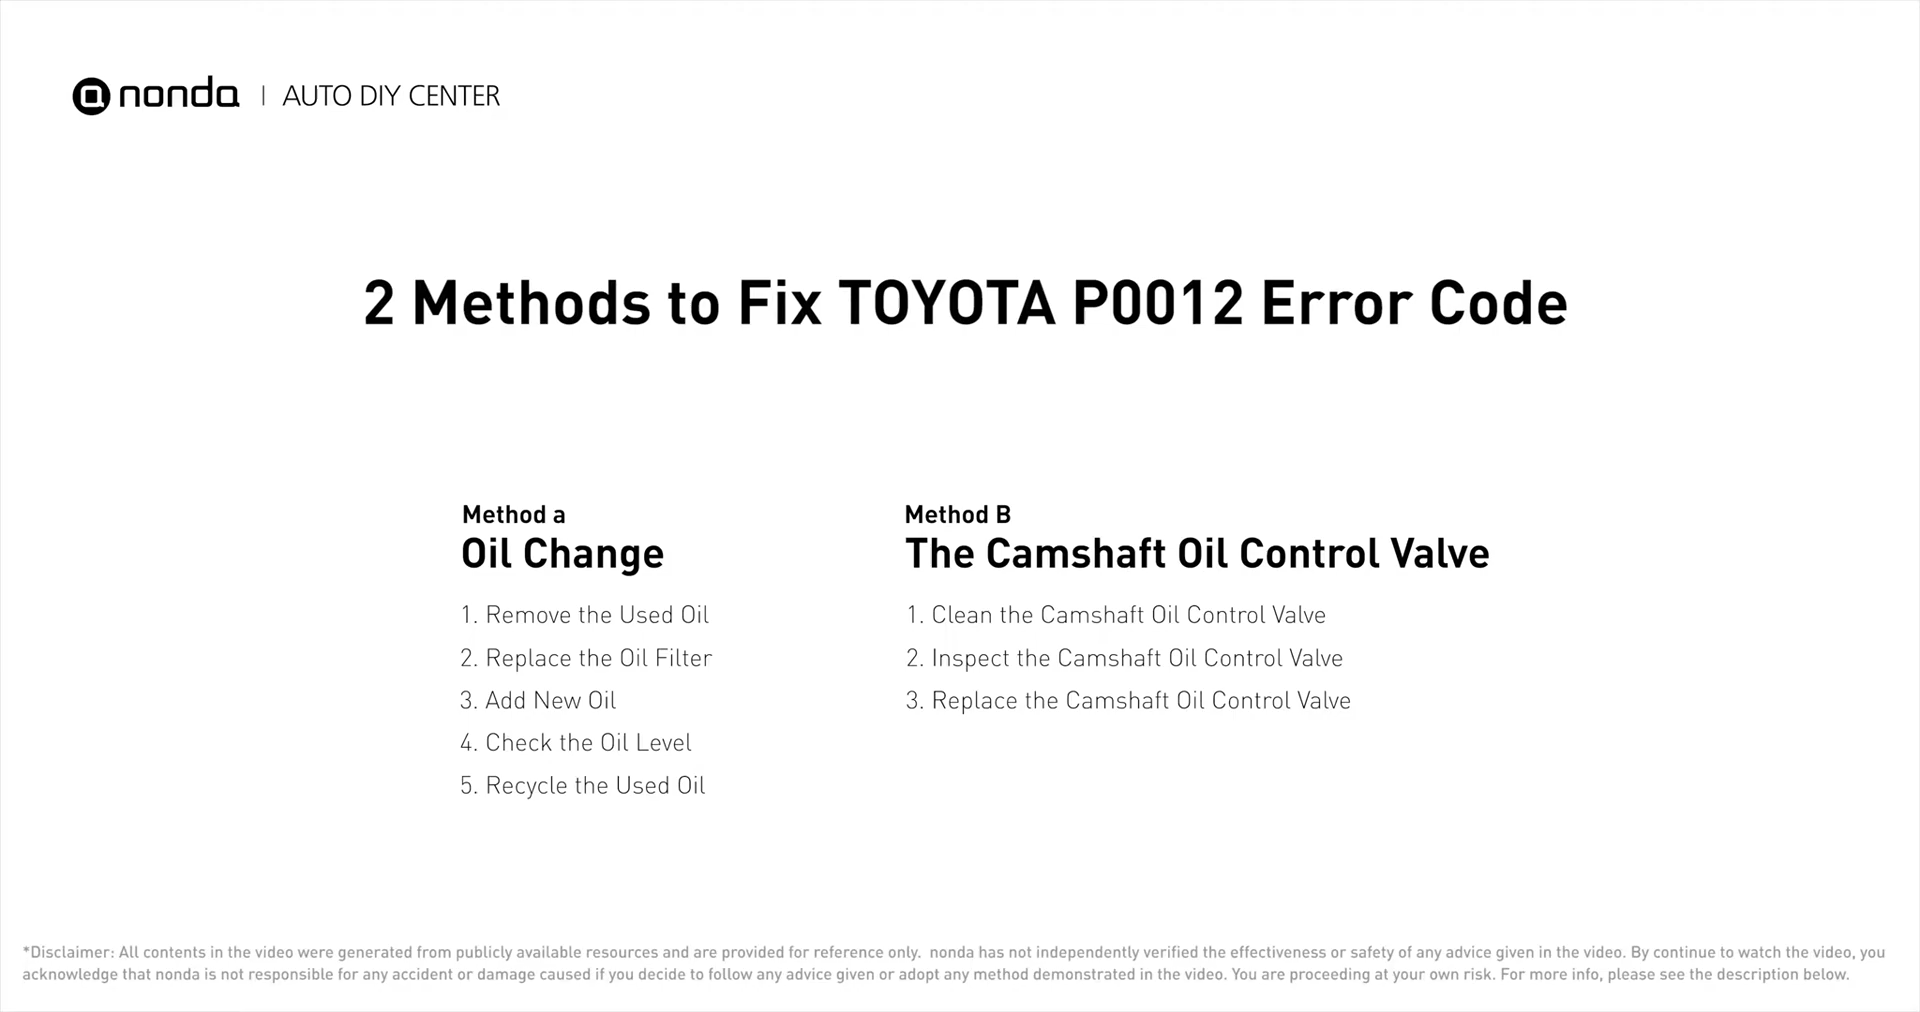 nonda | AUTO DIY CENTER
2 Methods to Fix TOYOTA P0012 Error Code
Method a
Oil Change
1. Remove the Used Oil
2. Replace the Oil Filter
3. Add New Oil
4. Check the Oil Level
5. Recycle the Used Oil
Method B
The Camshaft Oil Control Valve
1. Clean the Camshaft Oil Control Valve
2. Inspect the Camshaft Oil Control Valve
3. Replace the Camshaft Oil Control Valve
*Disclaimer: All contents in the video were generated from publicly available resources and are provided for reference only. nonda has not independently verified the effectiveness or safety of any advice given in the video. By continue to watch the video, you
acknowledge that nonda is not responsible for any accident or damage caused if you decide to follow any advice given or adopt any method demonstrated in the video. You are proceeding at your own risk. For more info, please see the description below.